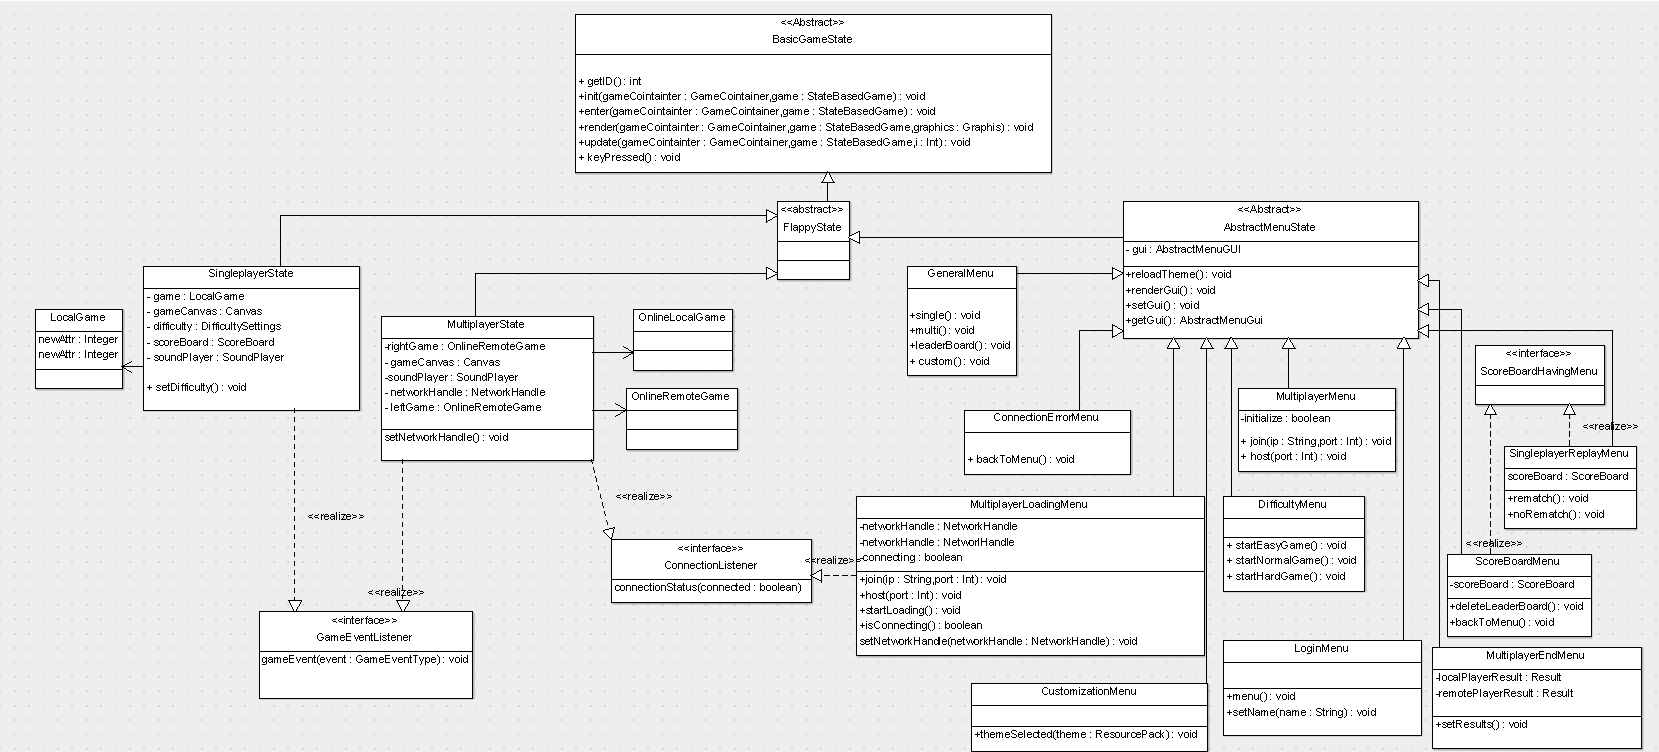 <<Abstract>>
BasicGameState
+ getID() : int
+init(gameCointainter : GameCointainer,game : StateBasedGame) : void
+enter(gameCointainter : GameCointainer,game : StateBasedGame) : void
+render(gameCointainter : GameCointainer,game : StateBasedGame,graphics : Graphis) : void
+update(gameCointainter : GameCointainer,game : StateBasedGame,i : Int) : void
+ keyPressed() : void
<<abstract>>
FlappyState
<<Abstract>>
AbstractMenuState
- gui : AbstractMenuGUI
+reloadTheme() : void
+renderGui() : void
+setGui() : void
+getGui() : AbstractMenuGui
SingleplayerState
- game : LocalGame
- gameCanvas : Canvas
- difficulty : DifficultySettings
- scoreBoard : ScoreBoard
- soundPlayer : SoundPlayer
+ setDifficulty() : void
LocalGame
newAttr : Integer
newAttr : Integer
MultiplayerState
-rightGame : OnlineRemoteGame
- gameCanvas : Canvas
-soundPlayer : SoundPlayer
- networkHandle : NetworkHandle
- leftGame : OnlineRemoteGame
setNetworkHandle() : void
OnlineLocalGame
OnlineRemoteGame
GeneralMenu
+single() : void
+multi() : void
+leaderBoard() : void
+ custom() : void
ConnectionErrorMenu
+ backToMenu() : void
MultiplayerMenu
-initialize : boolean
+ join(ip : String,port : Int) : void
+ host(port : Int) : void
<<interface>>
ScoreBoardHavingMenu
<<realize>>
SingleplayerReplayMenu
scoreBoard : ScoreBoard
+rematch() : void
+noRematch() : void
<<realize>>
ScoreBoardMenu
-scoreBoard : ScoreBoard
+deleteLeaderBoard() : void
+backToMenu() : void
MultiplayerLoadingMenu
-networkHandle : NetworkHandle
-networkHandle : NetworlHandle
-connecting : boolean
+join(ip : String,port : Int) : void
+host(port : Int) : void
+startLoading() : void
+isConnecting() : boolean
setNetworkHandle(networkHandle : NetworkHandle) : void
DifficultyMenu
+ startEasyGame() : void
+ startNormalGame() : void
+ startHardGame() : void
<<realize>>
<<realize>>
<<realize>>
<<realize>>
<<interface>>
ConnectionListener
connectionStatus(connected : boolean)
<<interface>>
GameEventListener
gameEvent(event : GameEventType) : void
LoginMenu
+menu() : void
+setName(name : String) : void
MultiplayerEndMenu
-localPlayerResult : Result
-remotePlayerResult : Result
+setResults() : void
CustomizationMenu
+themeSelected(theme : ResourcePack) : void